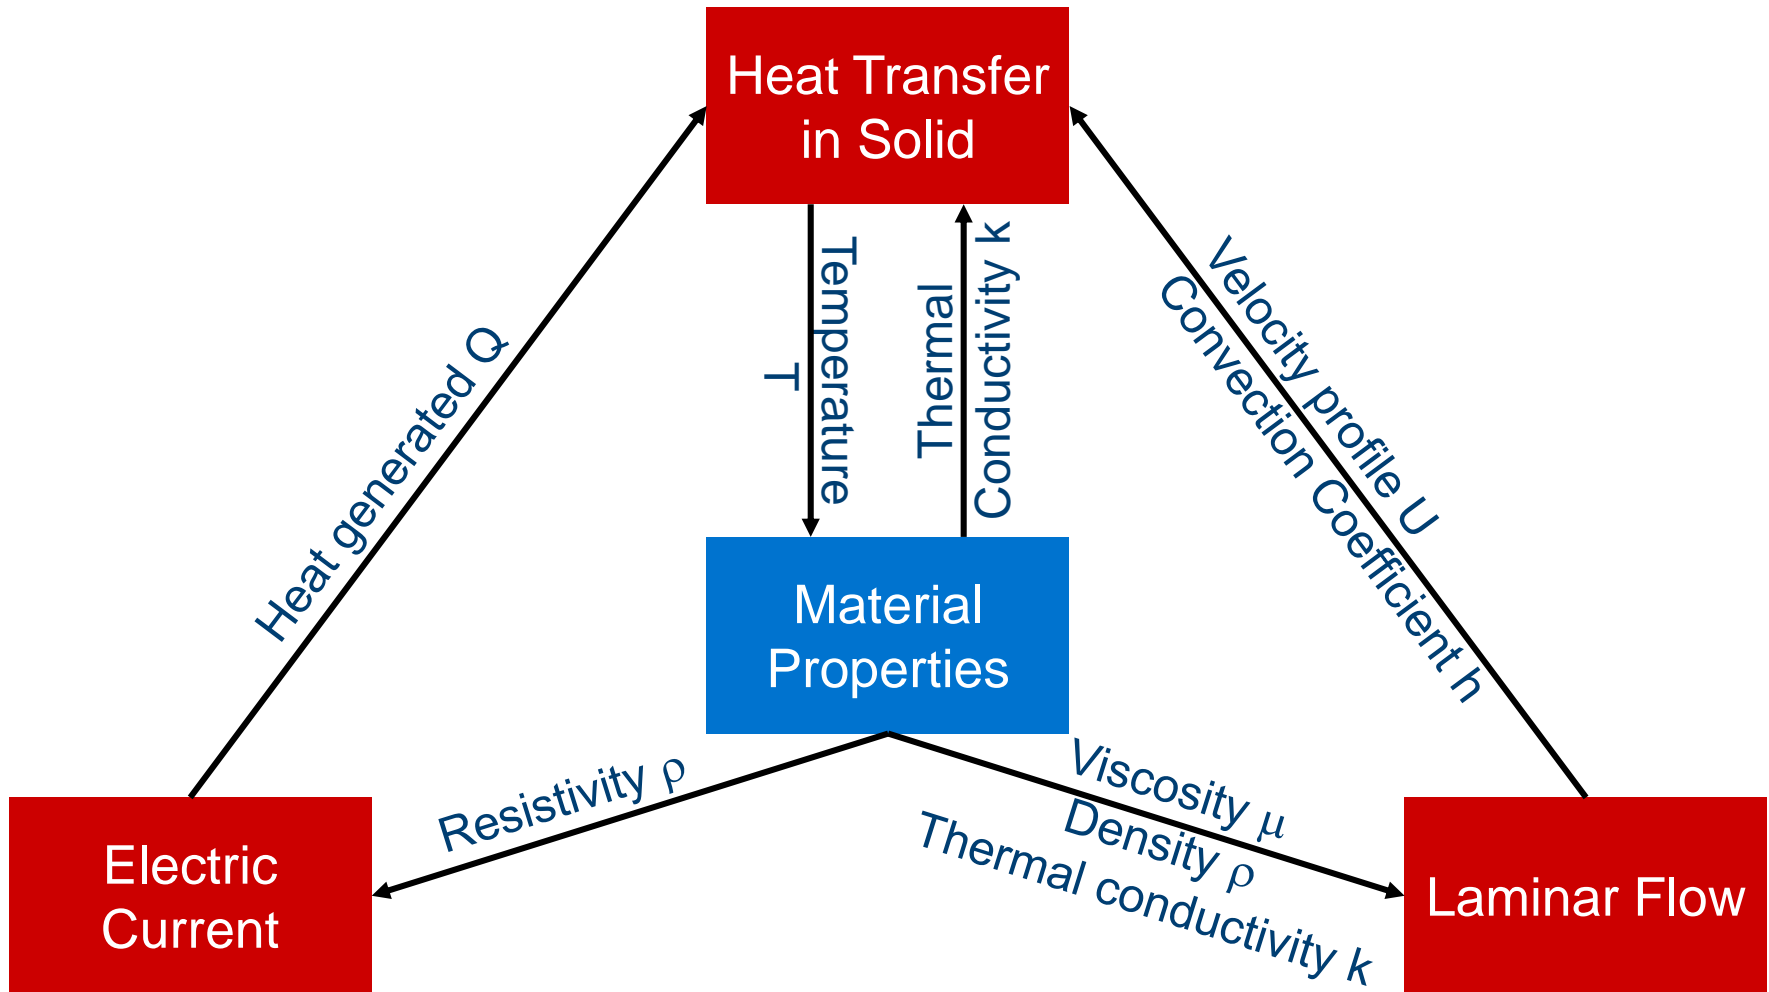 Heat Transfer
in Solid
Heat generated Q
Temperature
T
Thermal
Conductivity k
Velocity profile U
Convection Coefficient h
Material
Properties
Resistivity ρ
Viscosity μ
Density ρ
Thermal conductivity k
Electric
Current
Laminar Flow